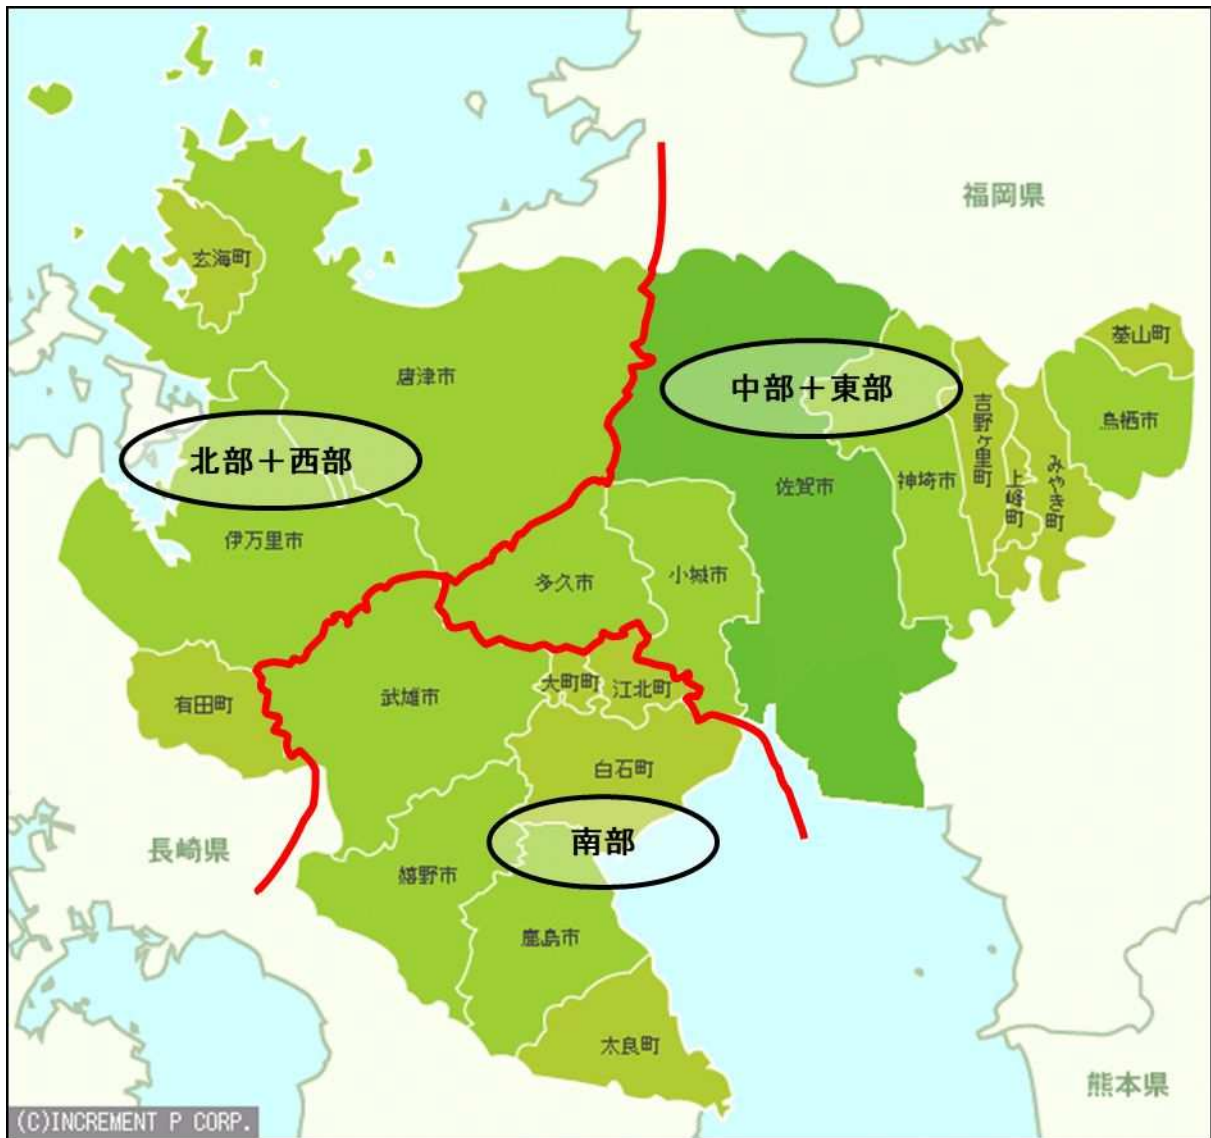 福岡県
玄海町
基山町
唐津市
中部＋東部
吉野ヶ里町
鳥栖市
北部＋西部
佐賀市
神埼市
上峰町
みやき町
伊万里市
多久市
小城市
有田町
武雄市
大町町
江北町
白石町
長崎県
南部
嬉野市
鹿島市
太良町
熊本県
(C)INCREMENT P CORP.